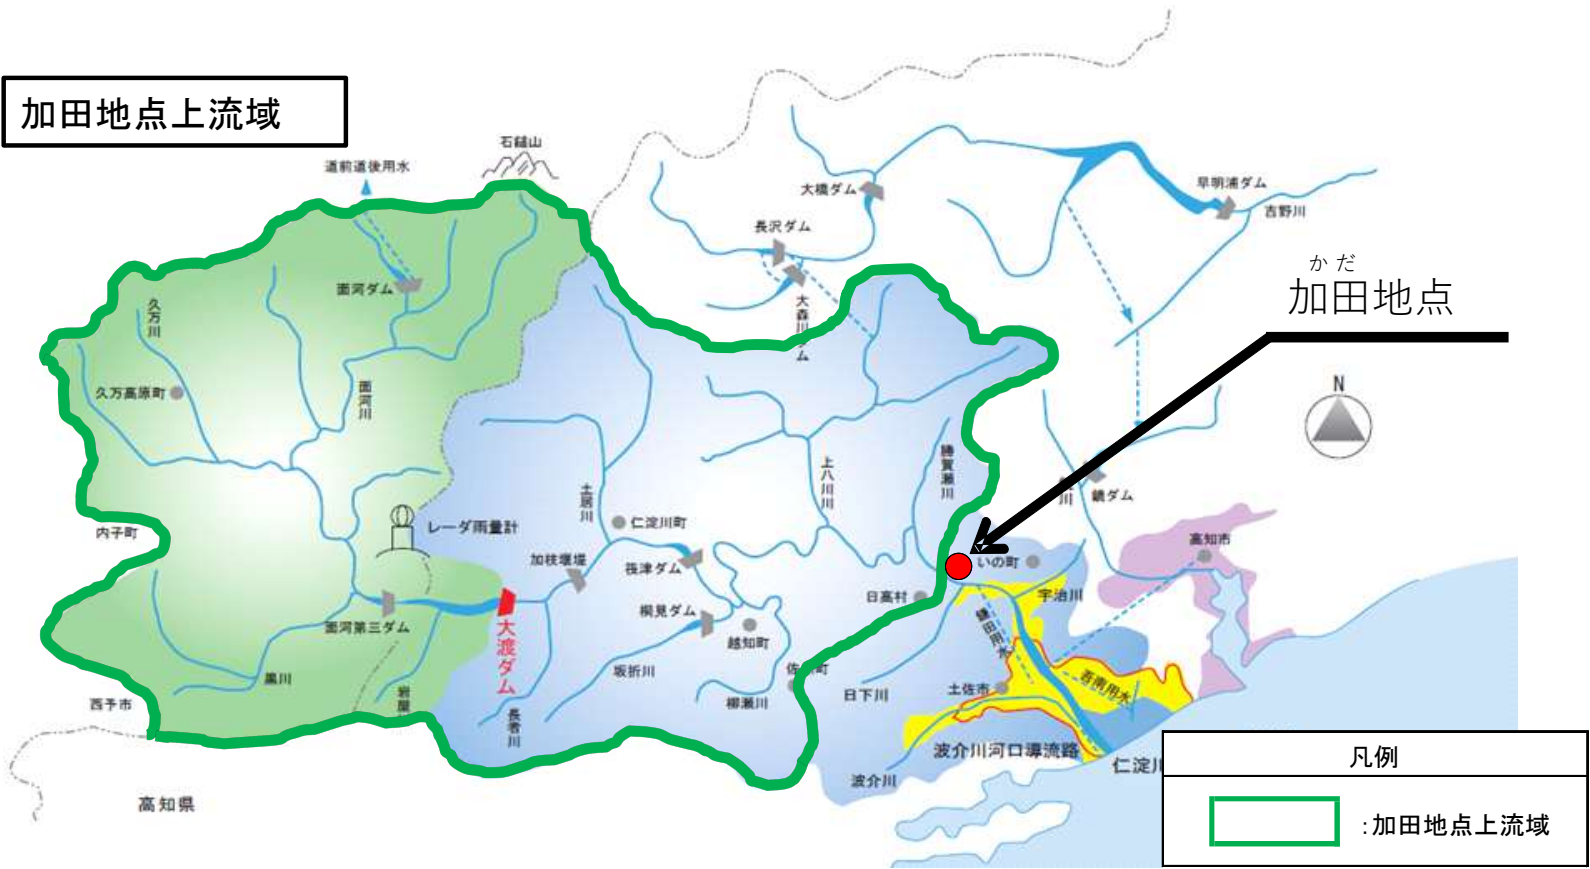 加田地点上流域
石鎚山
道前道後用水
大橋ダム
早明浦ダム
吉野川
長沢ダム
かだ
加田地点
面河ダム
久万川
大森川ダム
久万高原町
面河川
N
上八川川
勝賀瀬川
土居川
鏡ダム
レーダ雨量計
仁淀川町
内子町
高知市
加枝堰堤
筏津ダム
いの町
日高村
宇治川
桐見ダム
鎌田用水
面河第三ダム
大渡ダム
越知町
坂折川
黒川
日下川
土佐市
吾南用水
西予市
柳瀬川
長者川
波介川河口導流路
仁淀川
波介川
高知県
凡例
:加田地点上流域